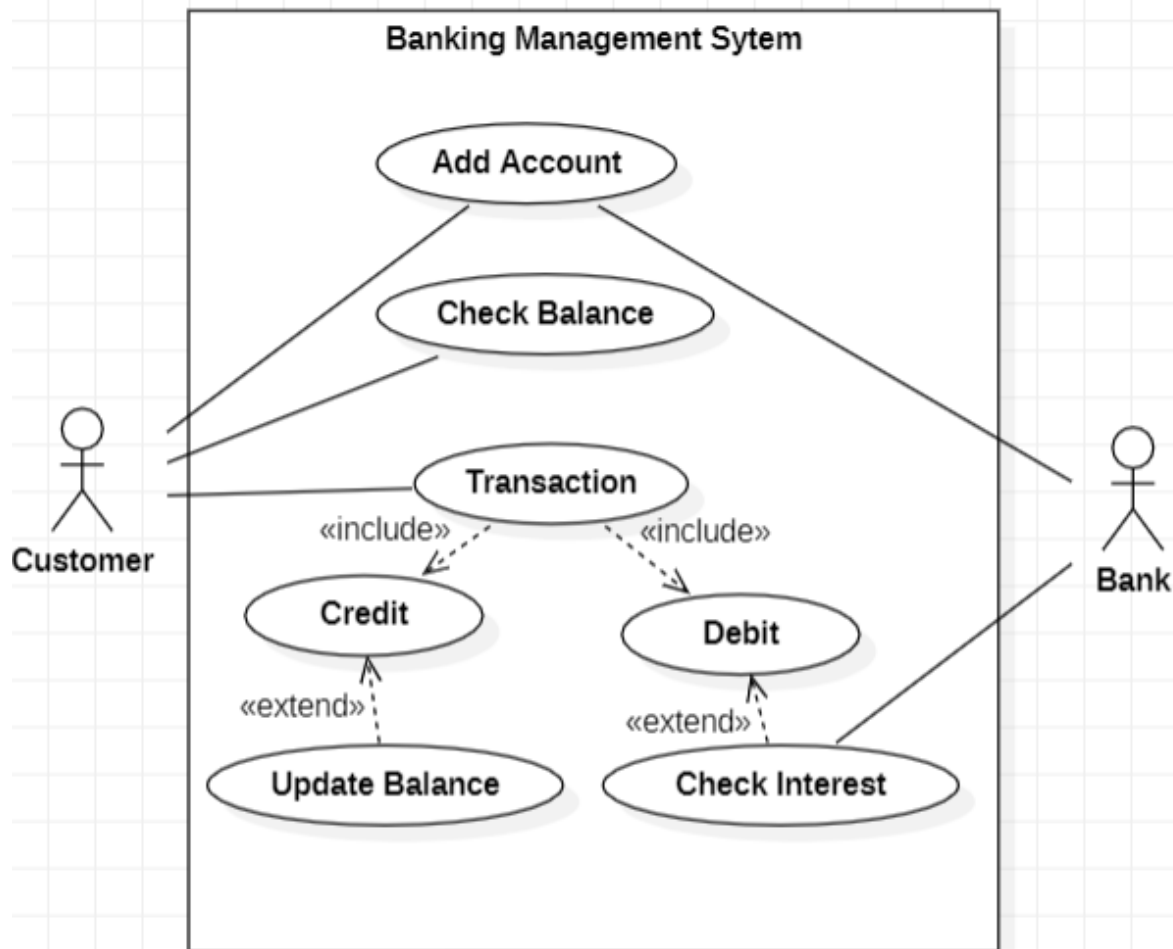 Banking Management Sytem
Add Account
Check Balance
Transaction
«include»
«include»
Customer
Bank
Credit
Debit
«extend»
«extend»
Update Balance
Check Interest